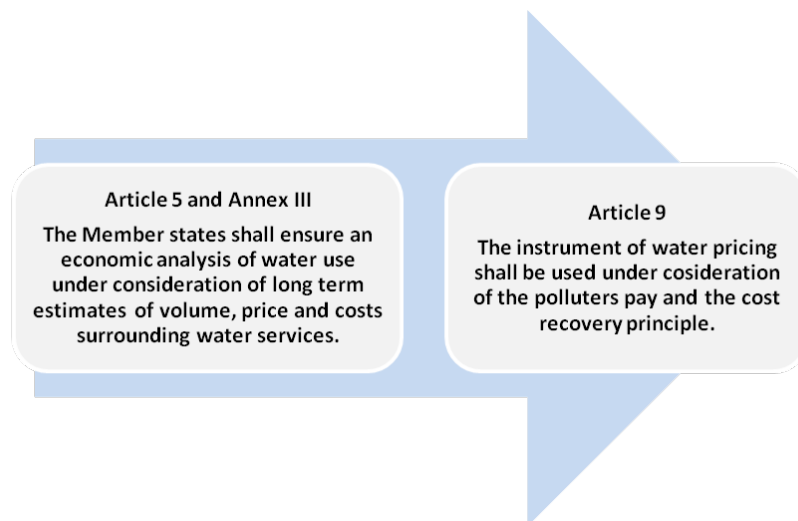 Article 5 and Annex III
The Member states shall ensure an
economic analysis of water use
under consideration of long term
estimates of volume, price and costs
surrounding water services.
Article 9
The instrument of water pricing
shall be used under cosideration
of the polluters pay and the cost
recovery principle.